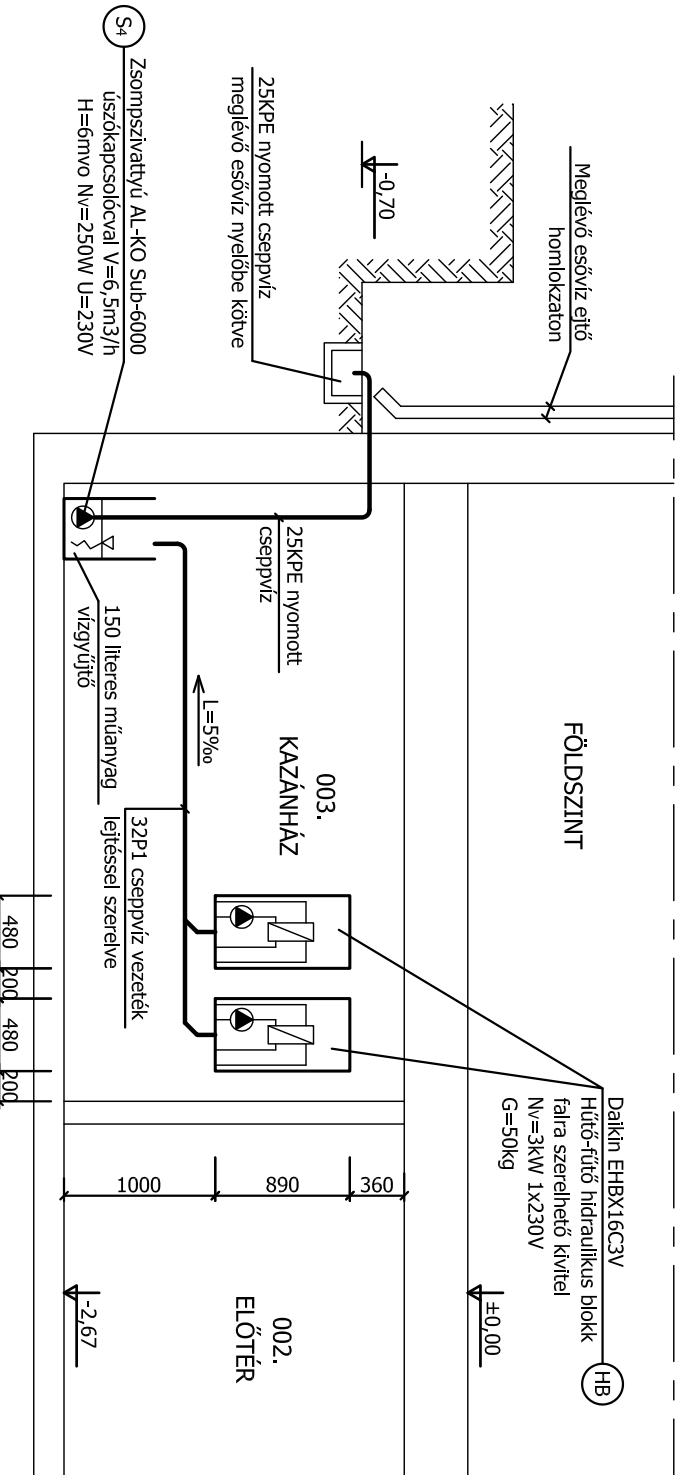 Meglévő esővíz ejtő
homlokzaton
-0,70
25KPE nyomott cseppvíz
meglévő esővíz nyelőbe kötve
S4
Zsompszivattyú AL-KO Sub-6000
úszókapcsolócval V=6,5m3/h
H=6mvo Nv=250W U=230V
25KPE nyomott
cseppvíz
150 literes műanyag
vízgyűjtő
L=5‰
FÖLDSZINT
003.
KAZÁNHÁZ
32P1 cseppvíz vezeték
lejtéssel szerelve
480
200
480
200
HB
Daikin EHBX16C3V
Hűtő-fűtő hidraulikus blokk
falra szerelhető kivitel
Nv=3kW 1x230V
G=50kg
360
890
1000
±0,00
002.
ELŐTÉR
-2,67